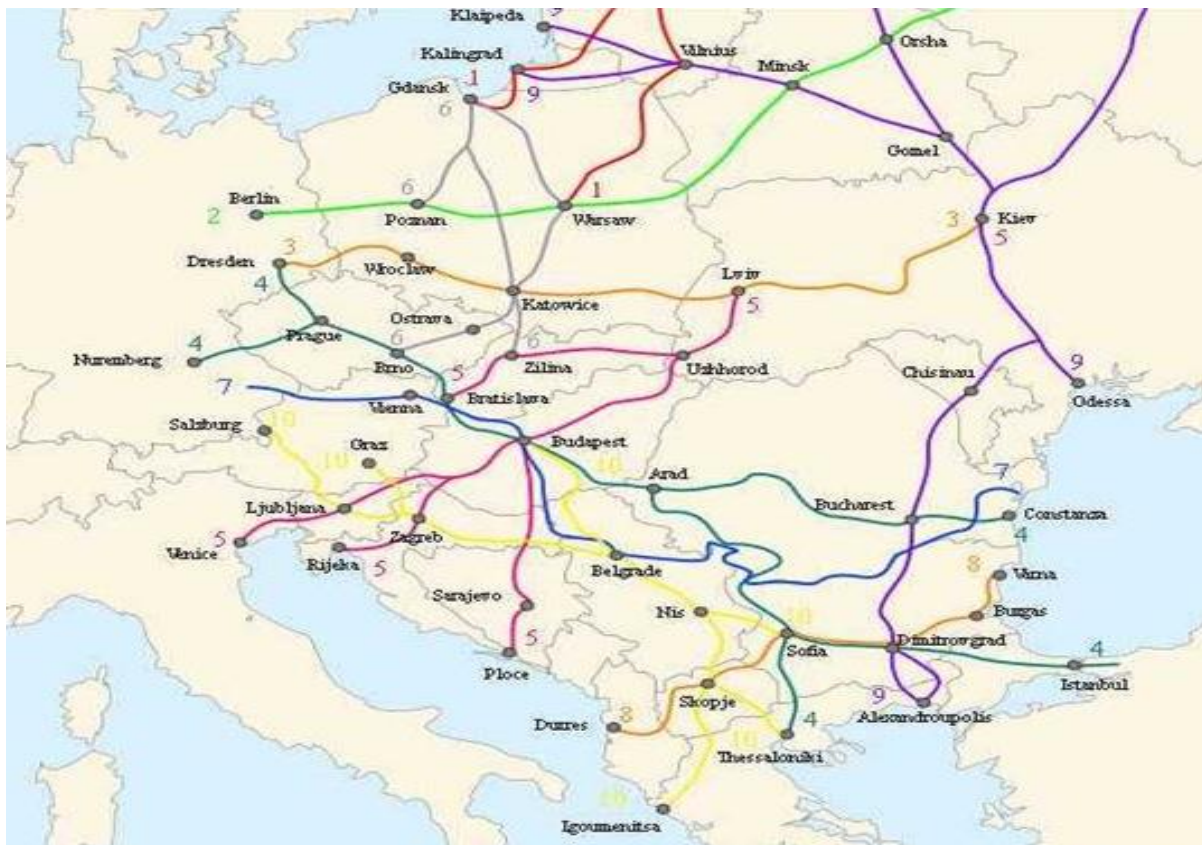 Klaipeda
9
Kalingrad
Vilnius
Orsha
Minsk
1
Gdansk
9
6
Gomel
6
1
Berlin
2
Poznan
Warsaw
3
Kiev
5
3
Dresden
4
Wroclaw
Lviv
5
Katowice
Ostrava
Prague
4
6
6
Nuremberg
Brno
Zilina
Uzhhorod
Chisinau
9
Odessa
5
7
Vienna
Bratislava
10
Salzburg
Graz
Budapest
10
10
Arad
7
Ljubljana
Bucharest
Constanza
4
Zagreb
5
Venice
Rijeka
5
Belgrade
8
Varna
Sarajevo
Nis
10
Burgas
5
Sofia
Dimitrovgrad
4
Ploce
Istanbul
Skopje
9
Alexandroupolis
Durres
8
10
4
Thessaloniki
10
Igoumenitsa